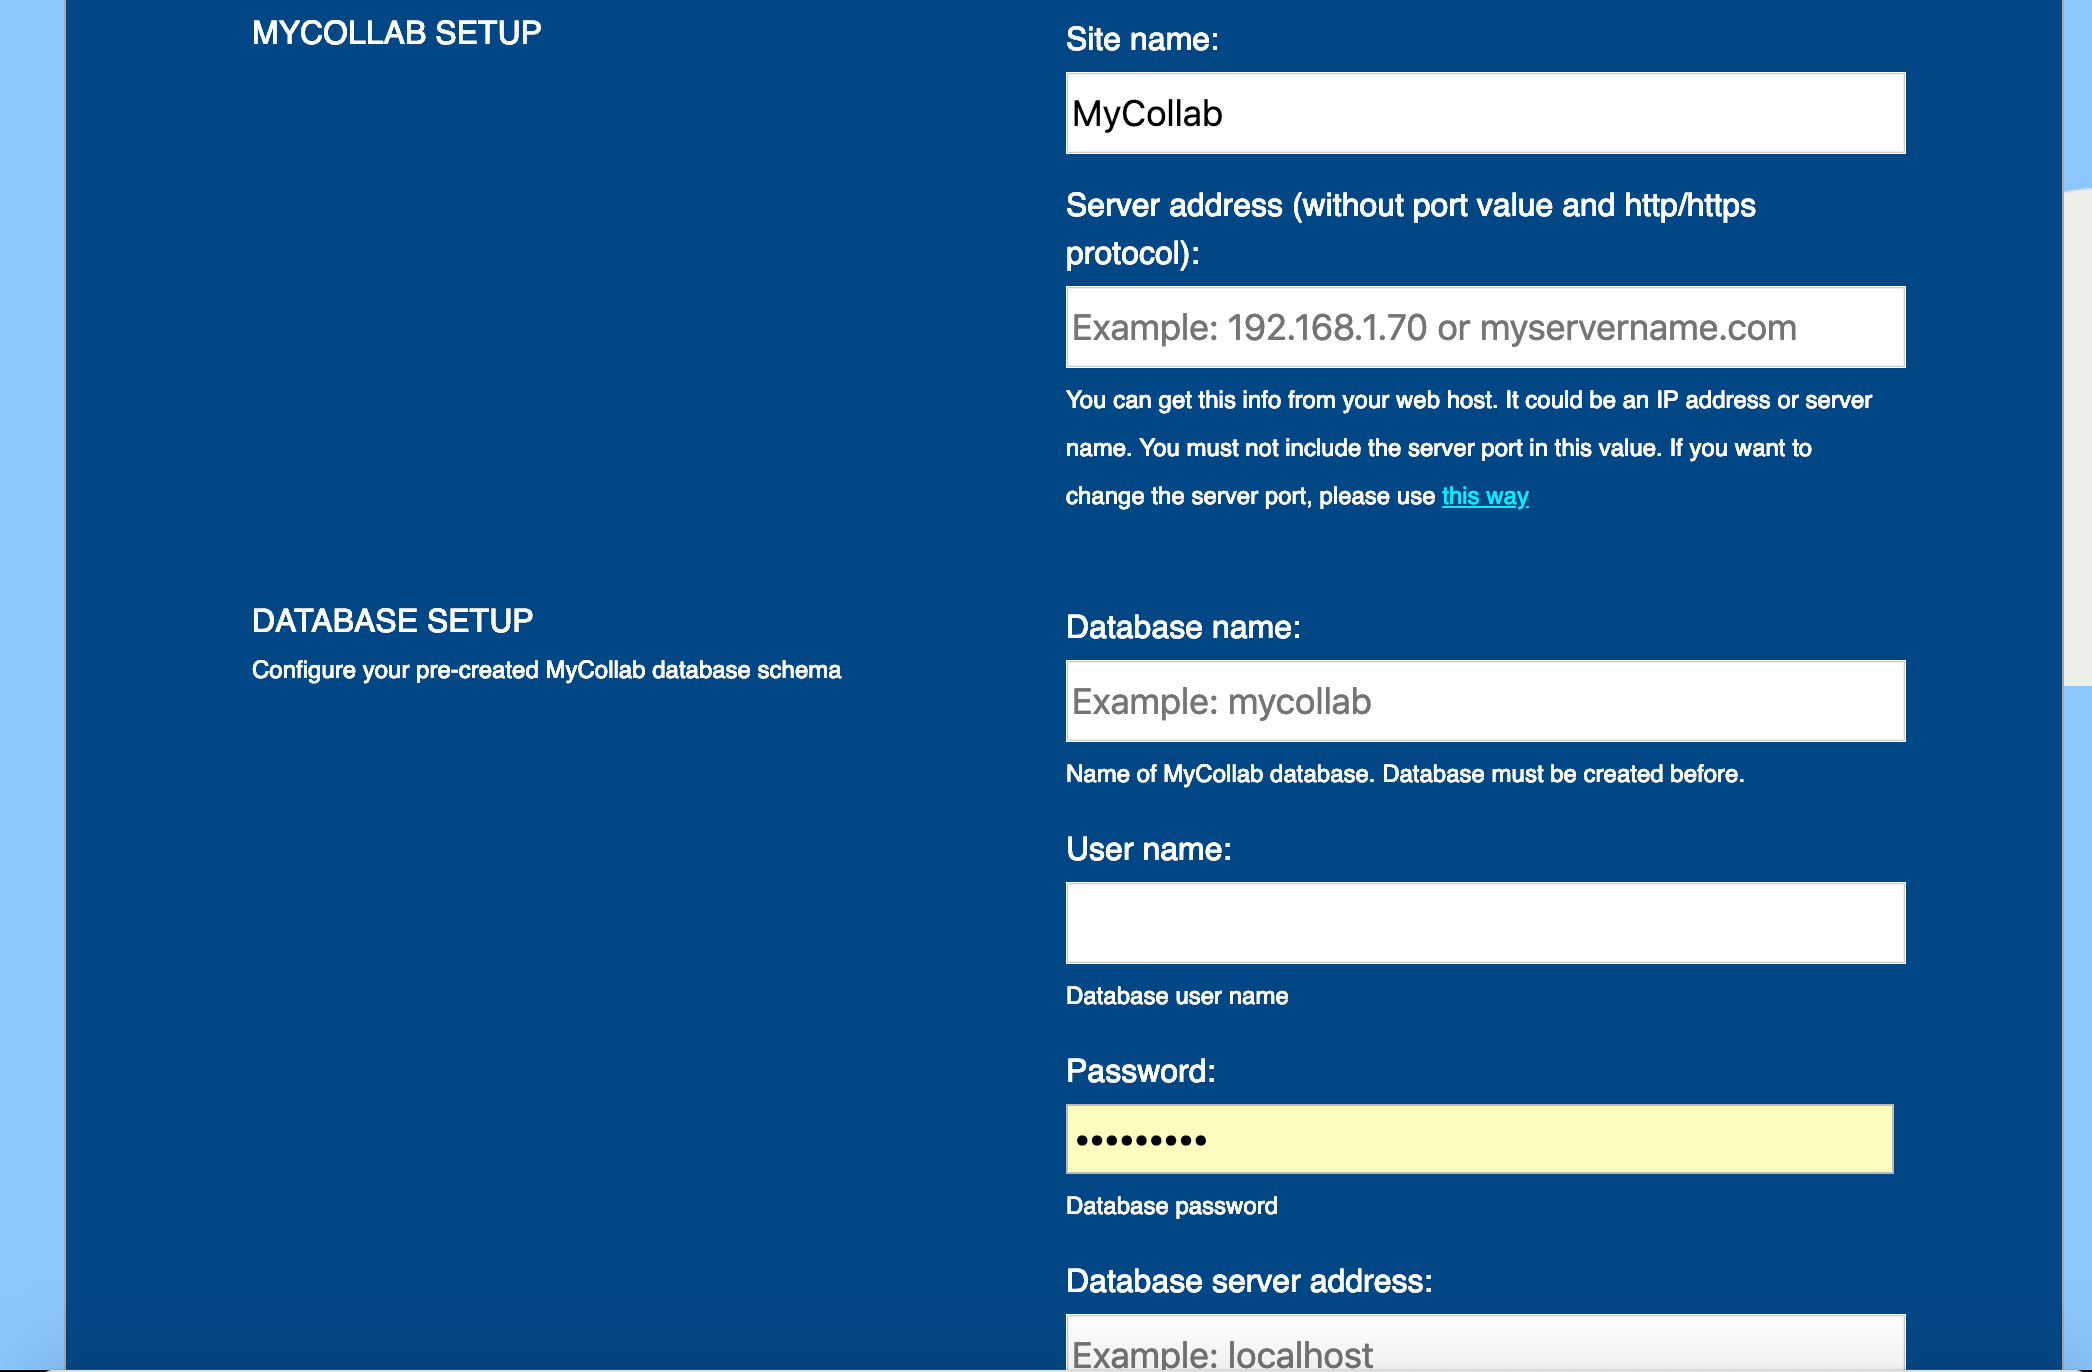 MYCOLLAB SETUP
Site name:
MyCollab
Server address (without port value and http/https
protocol):
Example: 192.168.1.70 or myservername.com
You can get this info from your web host. It could be an IP address or server
name. You must not include the server port in this value. If you want to
change the server port, please use this way
DATABASE SETUP
Configure your pre-created MyCollab database schema
Database name:
Example: mycollab
Name of MyCollab database. Database must be created before.
User name:
Database user name
Password:
•••••••••
Database password
Database server address:
Example: localhost